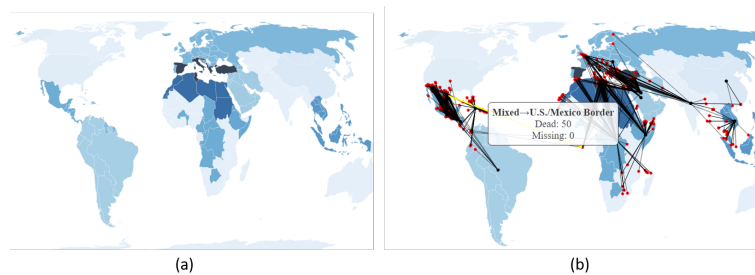 Mixed→U.S./Mexico Border
Dead: 50
Missing: 0
(a)
(b)